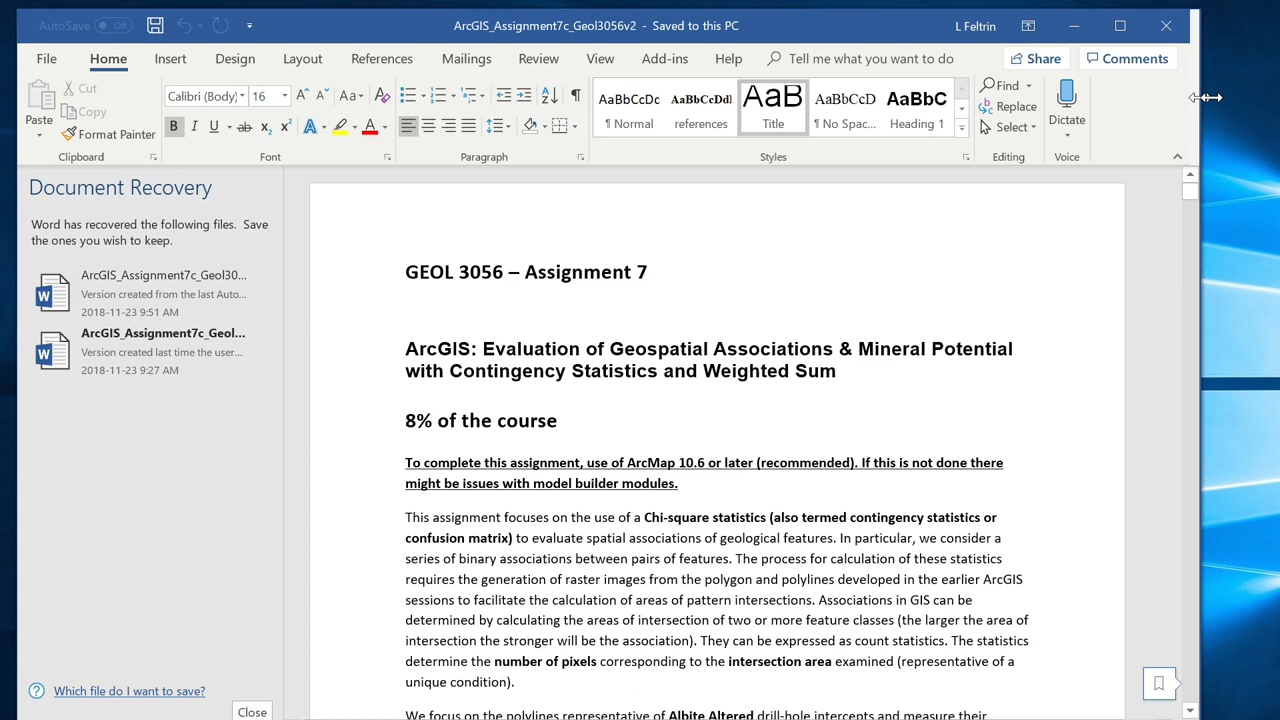 AutoSave Off
ArcGIS_Assignment7c_Geol3056v2 - Saved to this PC
L Feltrin
File Home Insert Design Layout References Mailings Review View Add-ins Help Tell me what you want to do Share Comments
Paste
Cut
Copy
Format Painter
Clipboard
Calibri (Body) 16
Font
Paragraph
AaBbCcDc AaBbCcDdl AaB AaBbCcD AaBbC
¶ Normal references Title ¶ No Spac... Heading 1
Styles
Find
Replace
Select
Editing
Dictate
Voice
Document Recovery
Word has recovered the following files. Save
the ones you wish to keep.
ArcGIS_Assignment7c_Geol30...
Version created from the last Auto...
2018-11-23 9:51 AM
ArcGIS_Assignment7c_Geol...
Version created last time the user...
2018-11-23 9:27 AM
Which file do I want to save?
Close
GEOL 3056 – Assignment 7
ArcGIS: Evaluation of Geospatial Associations & Mineral Potential
with Contingency Statistics and Weighted Sum
8% of the course
To complete this assignment, use of ArcMap 10.6 or later (recommended). If this is not done there
might be issues with model builder modules.
This assignment focuses on the use of a Chi-square statistics (also termed contingency statistics or
confusion matrix) to evaluate spatial associations of geological features. In particular, we consider a
series of binary associations between pairs of features. The process for calculation of these statistics
requires the generation of raster images from the polygon and polylines developed in the earlier ArcGIS
sessions to facilitate the calculation of areas of pattern intersections. Associations in GIS can be
determined by calculating the areas of intersection of two or more feature classes (the larger the area of
intersection the stronger will be the association). They can be expressed as count statistics. The statistics
determine the number of pixels corresponding to the intersection area examined (representative of a
unique condition).
We focus on the polylines representative of Albite Altered drill-hole intercepts and measure their